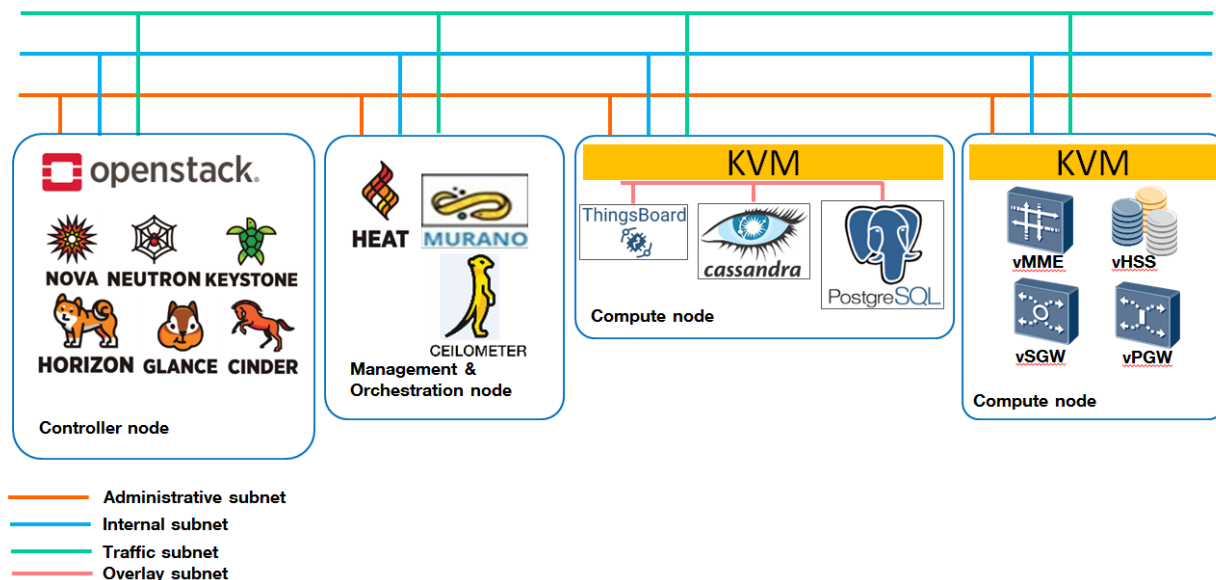 openstack.
NOVA NEUTRON KEYSTONE
HORIZON GLANCE CINDER
Controller node
HEAT
MURANO
CEILOMETER
Management &
Orchestration node
KVM
ThingsBoard
cassandra
PostgreSQL
Compute node
KVM
vMME vHSS
vSGW vPGW
Compute node
Administrative subnet
Internal subnet
Traffic subnet
Overlay subnet